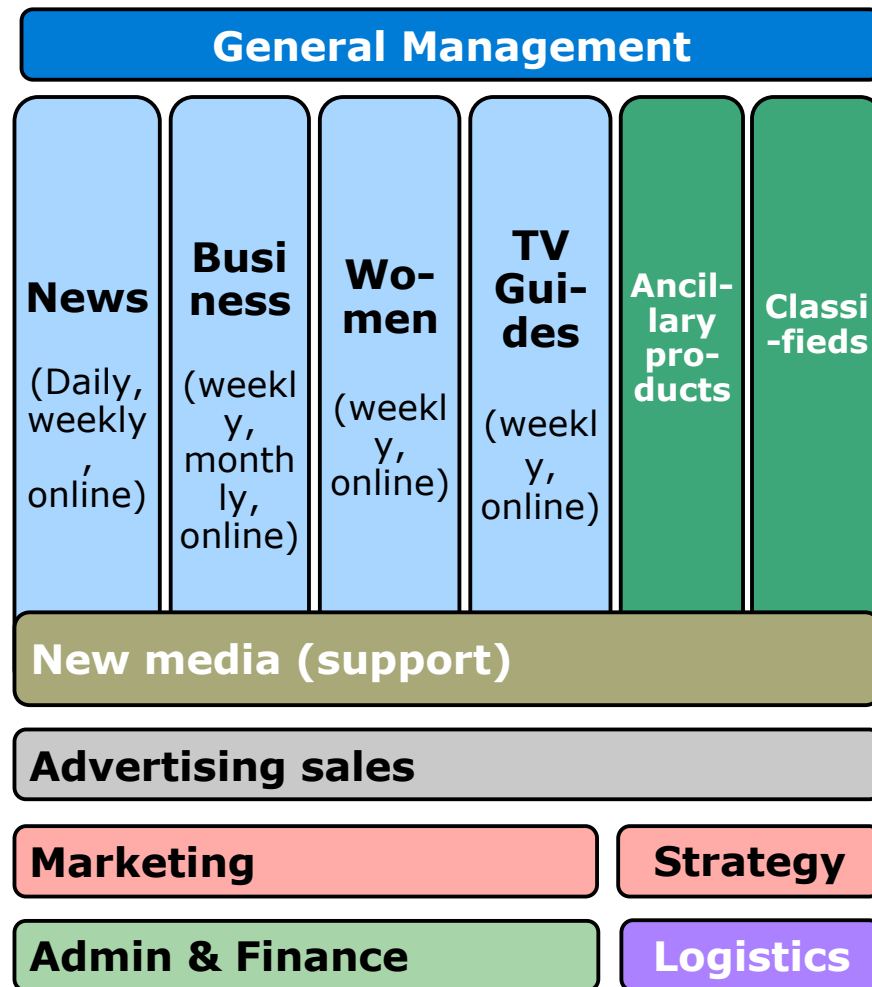 General Management
News
(Daily,
weekly
,
online)
Busi
ness
(weekl
y,
month
ly,
online)
Wo-
men
(weekl
y,
online)
TV
Gui-
des
(weekl
y,
online)
Ancil-
lary
pro-
ducts
Classi
-fieds
New media (support)
Advertising sales
Marketing
Strategy
Admin & Finance
Logistics